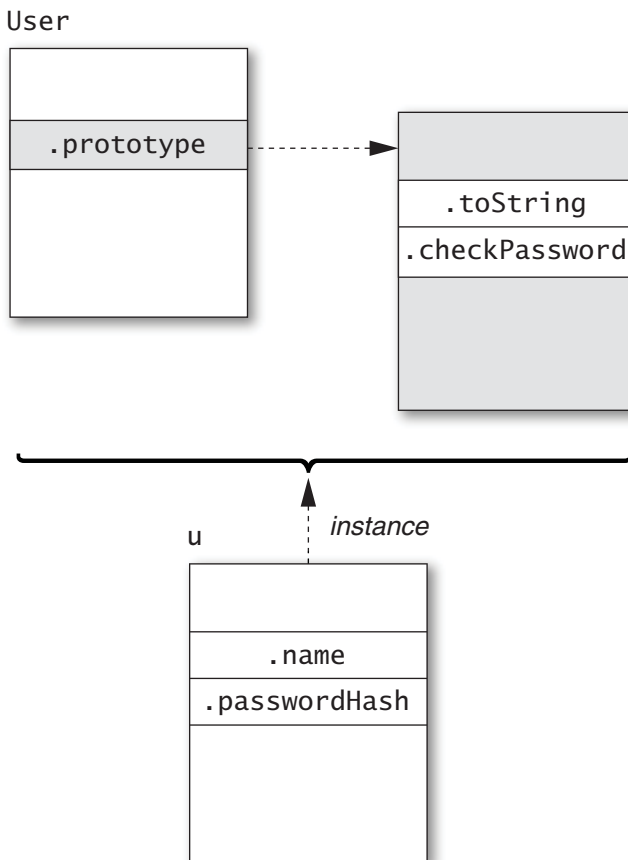 User
.prototype
.toString
.checkPassword
instance
u
.name
.passwordHash